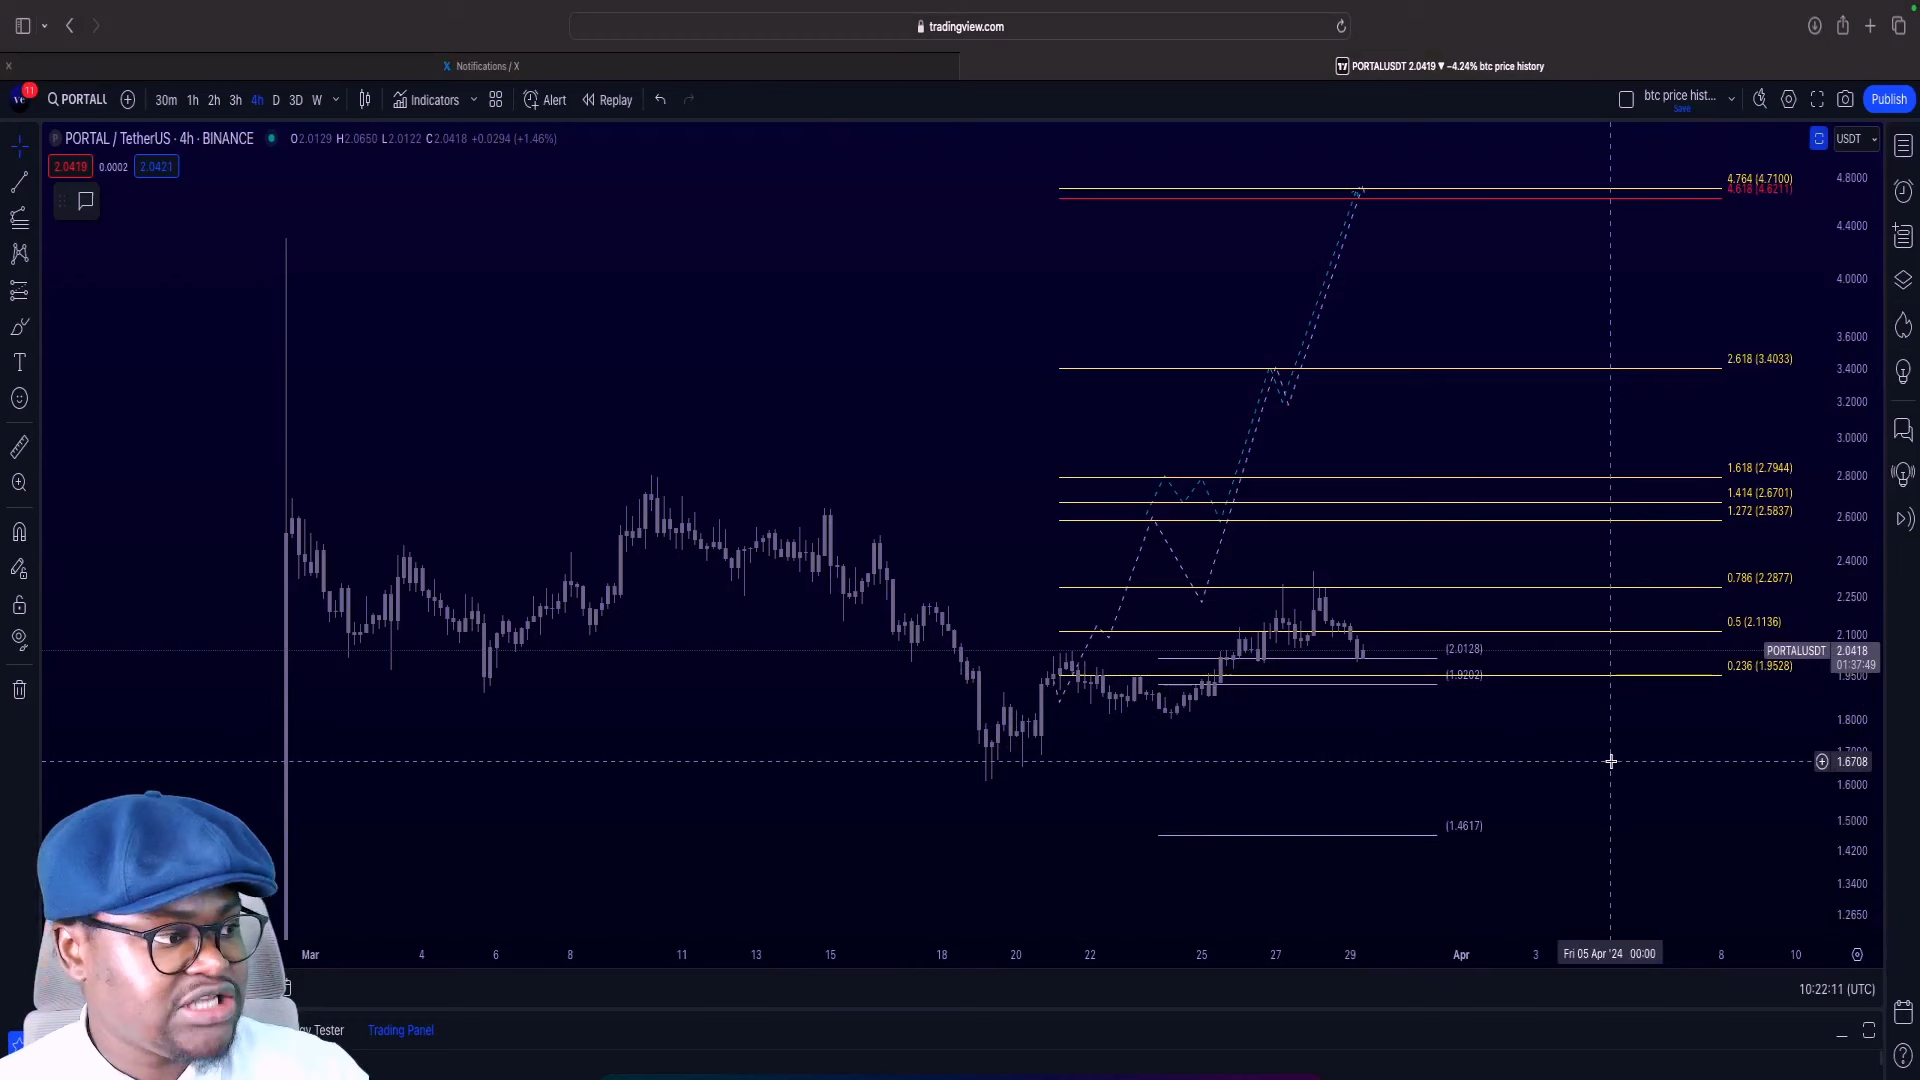 tradingview.com
Notifications / X
PORTALUSDT 2.0419 ▼ −4.24% btc price history
11
PORTALU
30m 1h 2h 3h 4h D 3D W
Indicators
Alert
Replay
btc price hist...
Save
Publish
PORTAL / TetherUS · 4h · BINANCE
O2.0129 H2.0650 L2.0122 C2.0418 +0.0294 (+1.46%)
USDT
2.0419 0.0002 2.0421
4.764 (4.7100)
4.618 (4.6211)
2.618 (3.4033)
1.618 (2.7944)
1.414 (2.6701)
1.272 (2.5837)
0.786 (2.2877)
0.5 (2.1136)
(2.0128)
0.236 (1.9528)
(1.9202)
(1.4617)
4.8000
4.4000
4.0000
3.6000
3.4000
3.2000
3.0000
2.8000
2.6000
2.4000
2.2500
2.1000
PORTALUSDT 2.0418
01:37:49
1.9500
1.8000
1.7000
1.6708
1.6000
1.5000
1.4200
1.3400
1.2650
Mar 4 6 8 11 13 15 18 20 22 25 27 29 Apr 3 Fri 05 Apr '24 00:00 8 10
10:22:11 (UTC)
Tester
Trading Panel